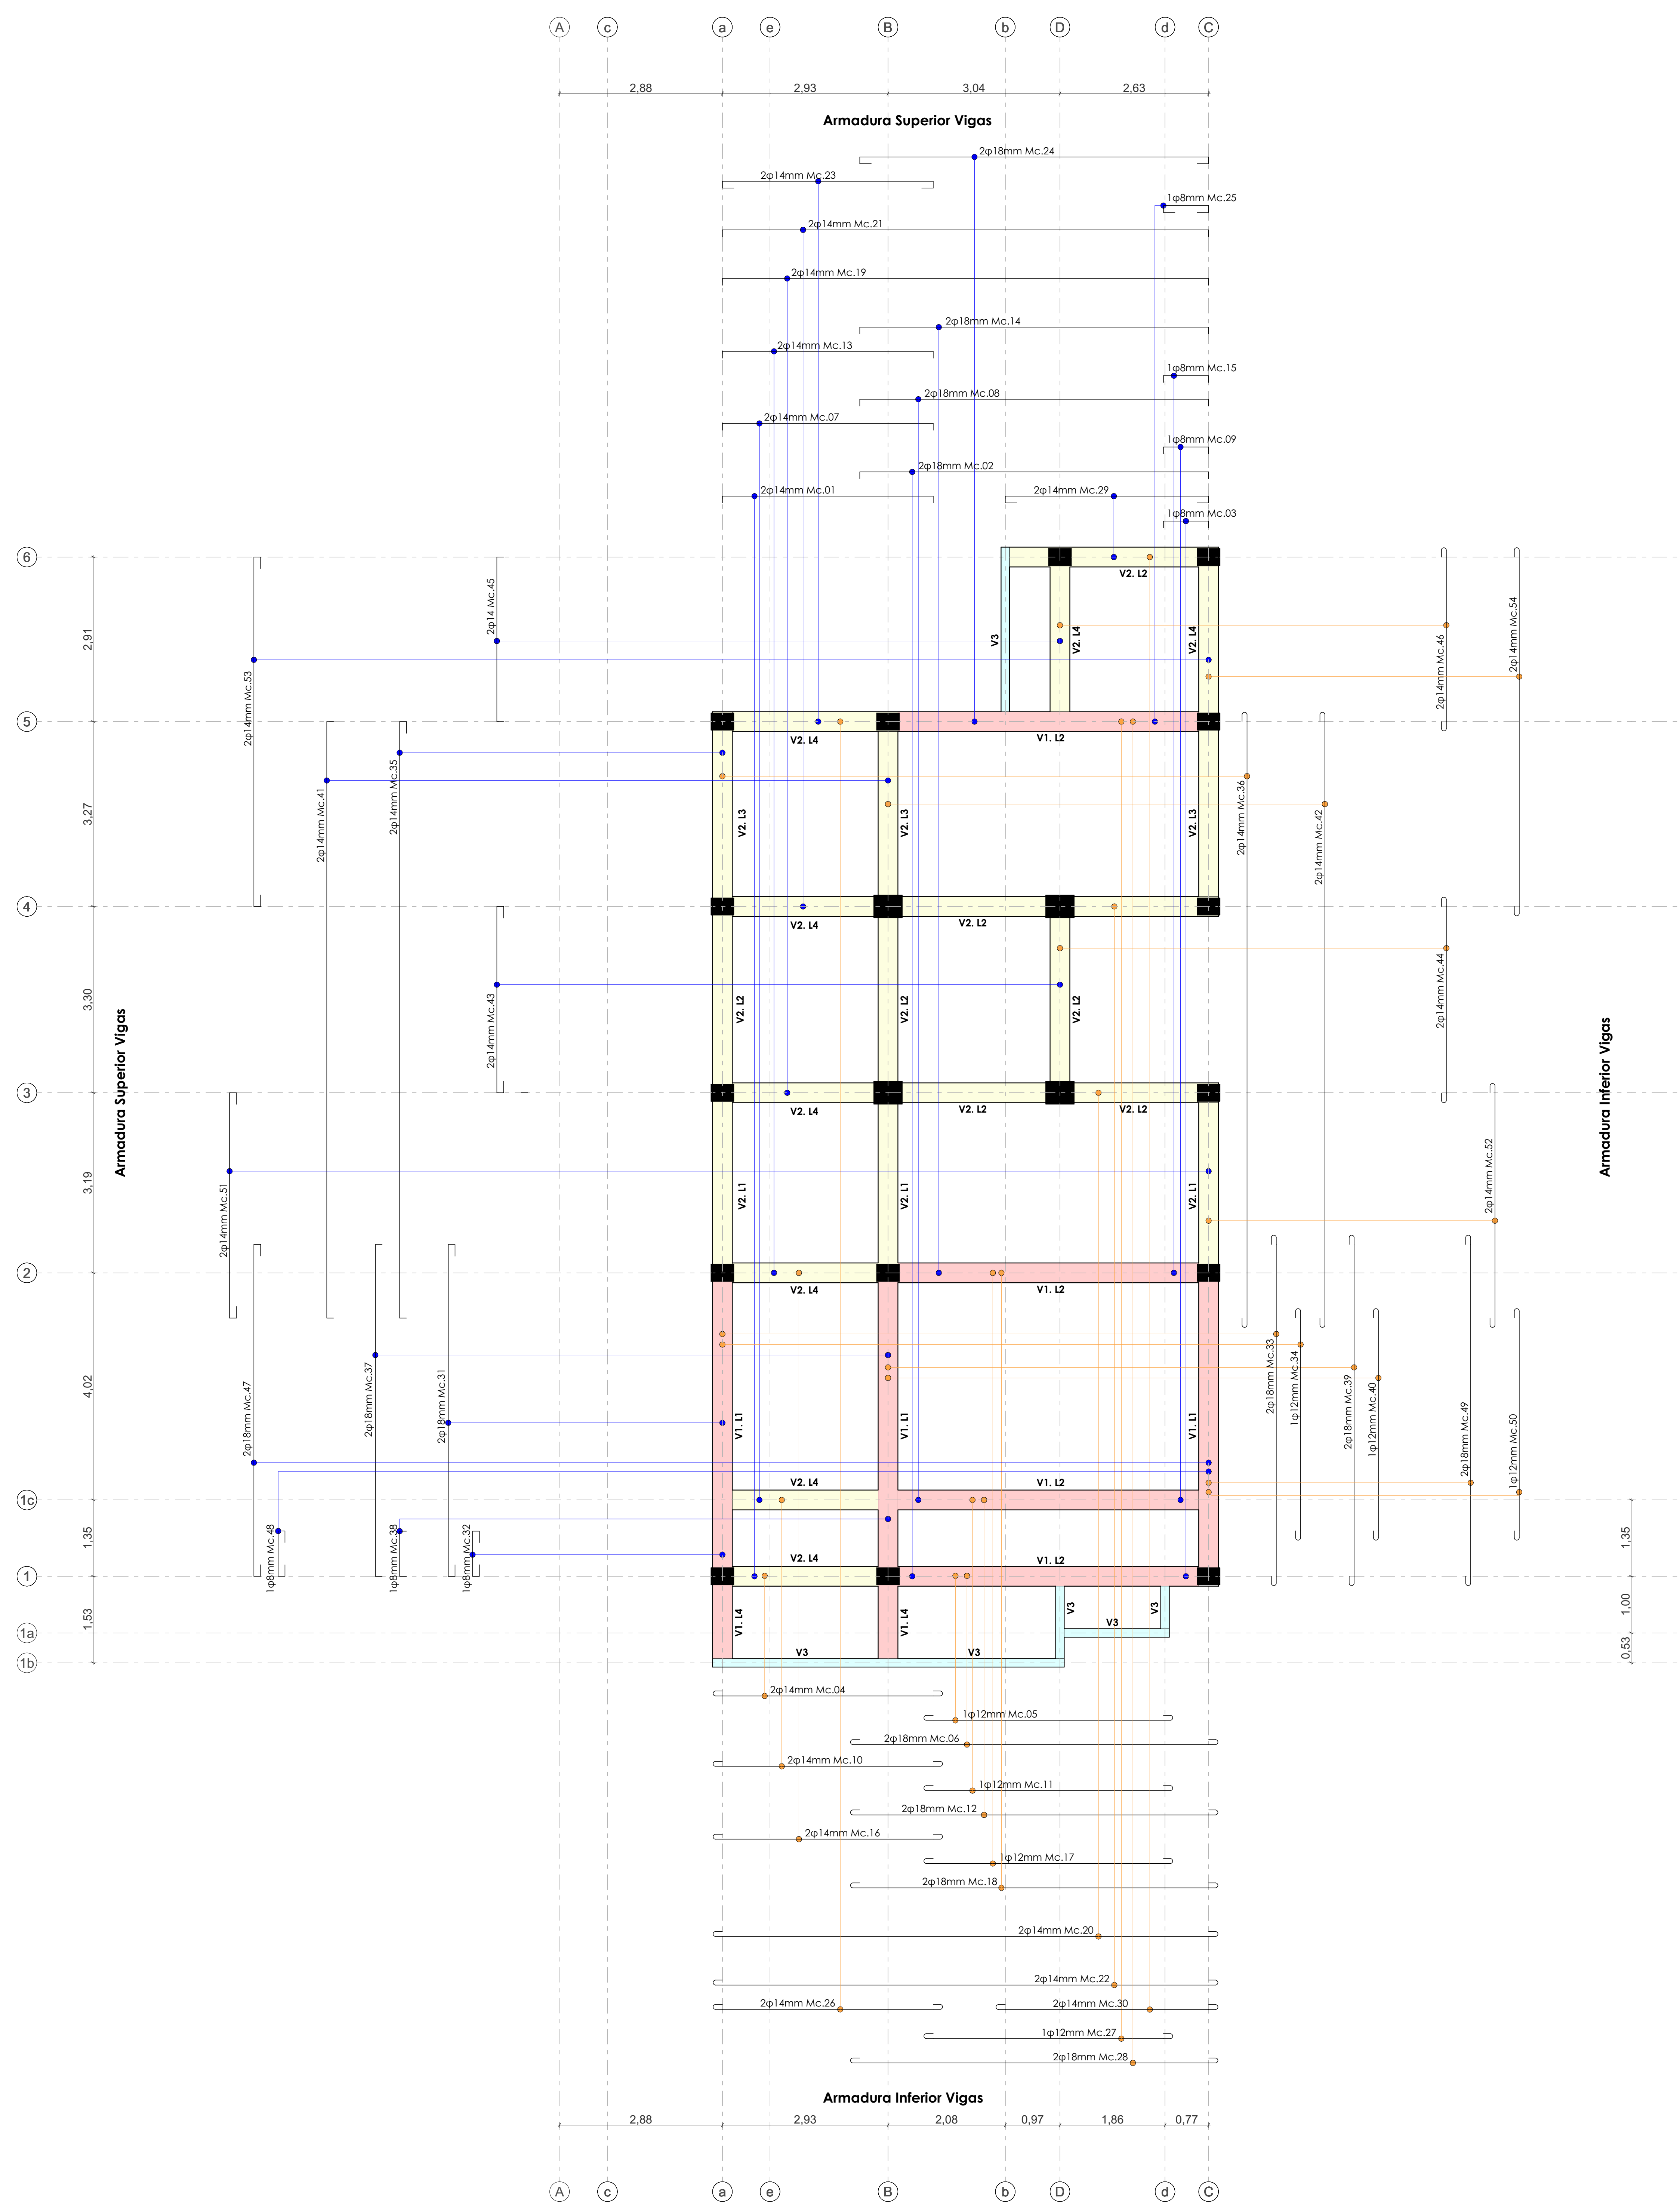 A c a e B b D d C
2,88 2,93 3,04 2,63
Armadura Superior Vigas
2φ18mm Mc.24
2φ14mm Mc.23
1φ8mm Mc.25
2φ14mm Mc.21
2φ14mm Mc.19
2φ18mm Mc.14
2φ14mm Mc.13
1φ8mm Mc.15
2φ18mm Mc.08
2φ14mm Mc.07
1φ8mm Mc.09
2φ18mm Mc.02
2φ14mm Mc.01
2φ14mm Mc.29
1φ8mm Mc.03
6
V2. L2
2,91
2φ14mm Mc.53
2φ14 Mc.45
V3
V2. L4
V2. L4
2φ14mm Mc.46
2φ14mm Mc.54
5
V2. L4
V1. L2
3,27
2φ14mm Mc.41
2φ14mm Mc.35
V2. L3
V2. L3
V2. L3
2φ14mm Mc.36
2φ14mm Mc.42
4
V2. L4
V2. L2
3,30
2φ14mm Mc.43
V2. L2
V2. L2
V2. L2
2φ14mm Mc.44
Armadura Superior Vigas
Armadura Inferior Vigas
3
V2. L4
V2. L2
V2. L2
3,19
2φ14mm Mc.51
V2. L1
V2. L1
V2. L1
2φ14mm Mc.52
2
V2. L4
V1. L2
4,02
2φ18mm Mc.47
2φ18mm Mc.37
2φ18mm Mc.31
V1. L1
V1. L1
V1. L1
2φ18mm Mc.33
1φ12mm Mc.34
2φ18mm Mc.39
1φ12mm Mc.40
2φ18mm Mc.49
1φ12mm Mc.50
V2. L4
V1. L2
1c
1,35
1φ8mm Mc.48
1φ8mm Mc.38
1φ8mm Mc.32
1,35
V2. L4
V1. L2
1
1,53
V1. L4
V1. L4
V3
V3
V3
1,00
1a
V3
V3
0,53
1b
2φ14mm Mc.04
1φ12mm Mc.05
2φ18mm Mc.06
2φ14mm Mc.10
1φ12mm Mc.11
2φ18mm Mc.12
2φ14mm Mc.16
1φ12mm Mc.17
2φ18mm Mc.18
2φ14mm Mc.20
2φ14mm Mc.22
2φ14mm Mc.26
2φ14mm Mc.30
1φ12mm Mc.27
2φ18mm Mc.28
Armadura Inferior Vigas
2,88 2,93 2,08 0,97 1,86 0,77
A c a e B b D d C